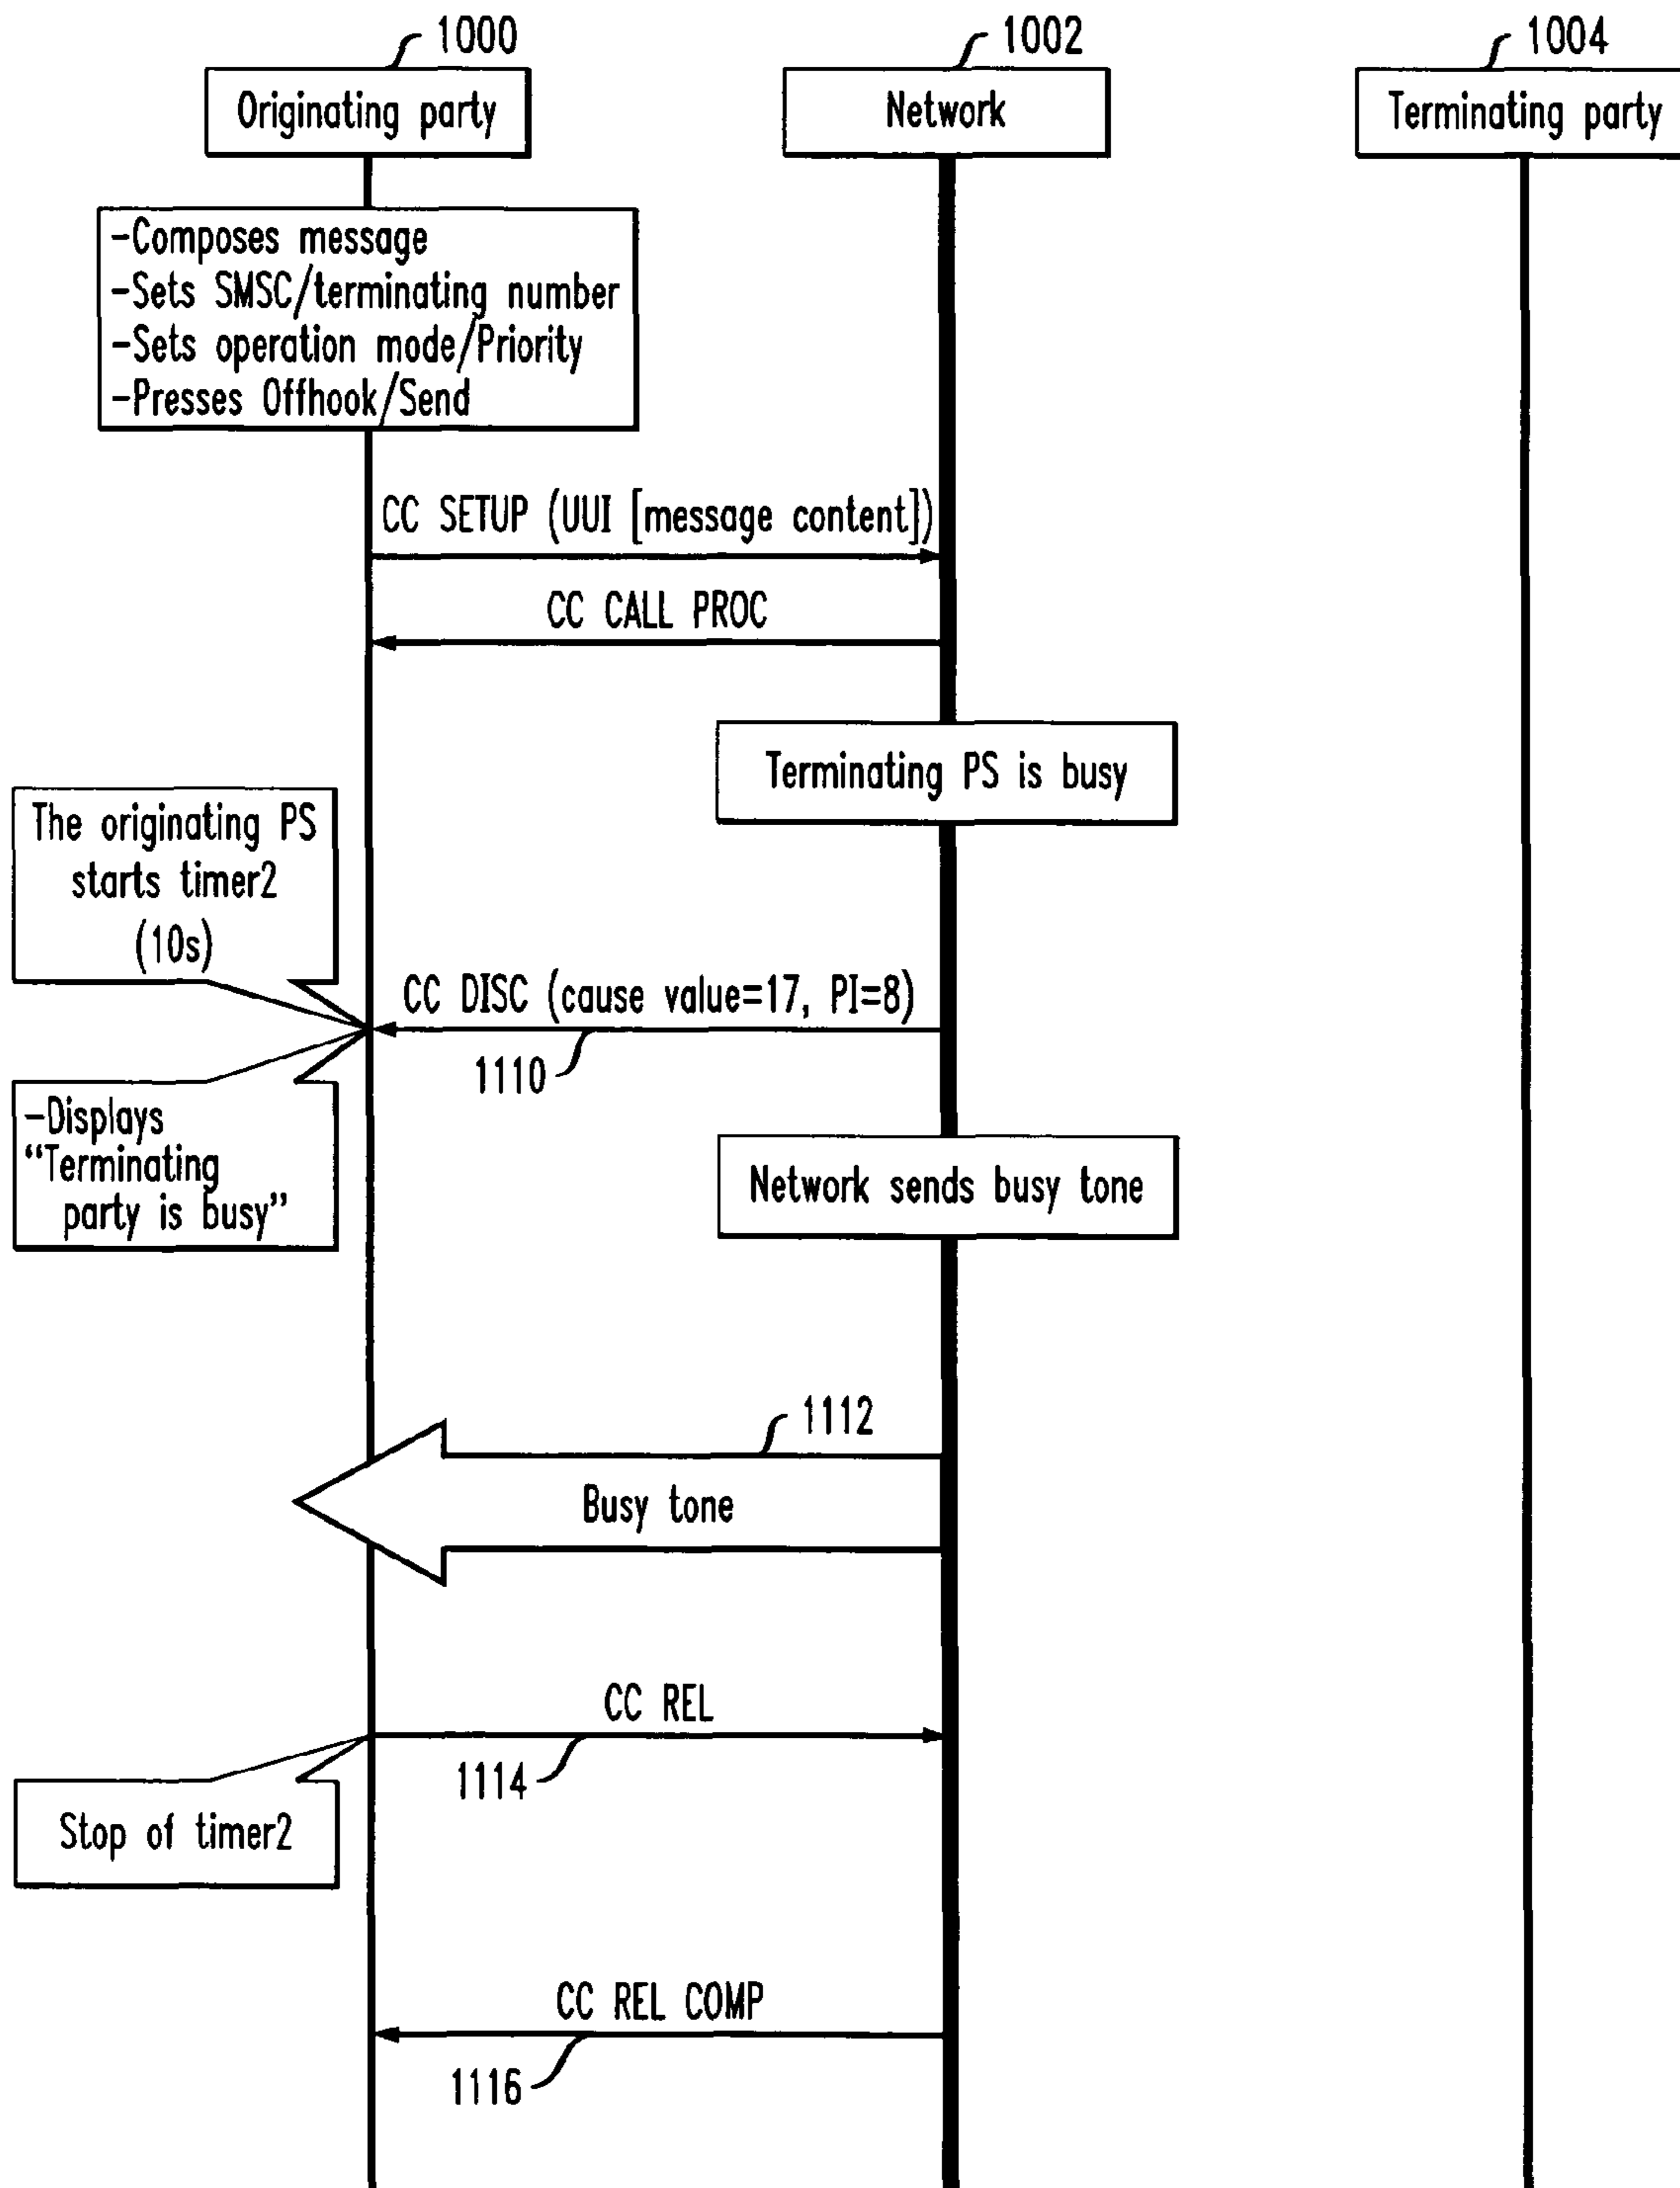 1000
1002
1004
Originating party
Network
Terminating party
-Composes message
-Sets SMSC/terminating number
-Sets operation mode/Priority
-Presses Offhook/Send
CC SETUP (UUI [message content])
CC CALL PROC
Terminating PS is busy
The originating PS
starts timer2
(10s)
CC DISC (cause value=17, PI=8)
1110
-Displays
“Terminating
party is busy”
Network sends busy tone
1112
Busy tone
CC REL
1114
Stop of timer2
CC REL COMP
1116